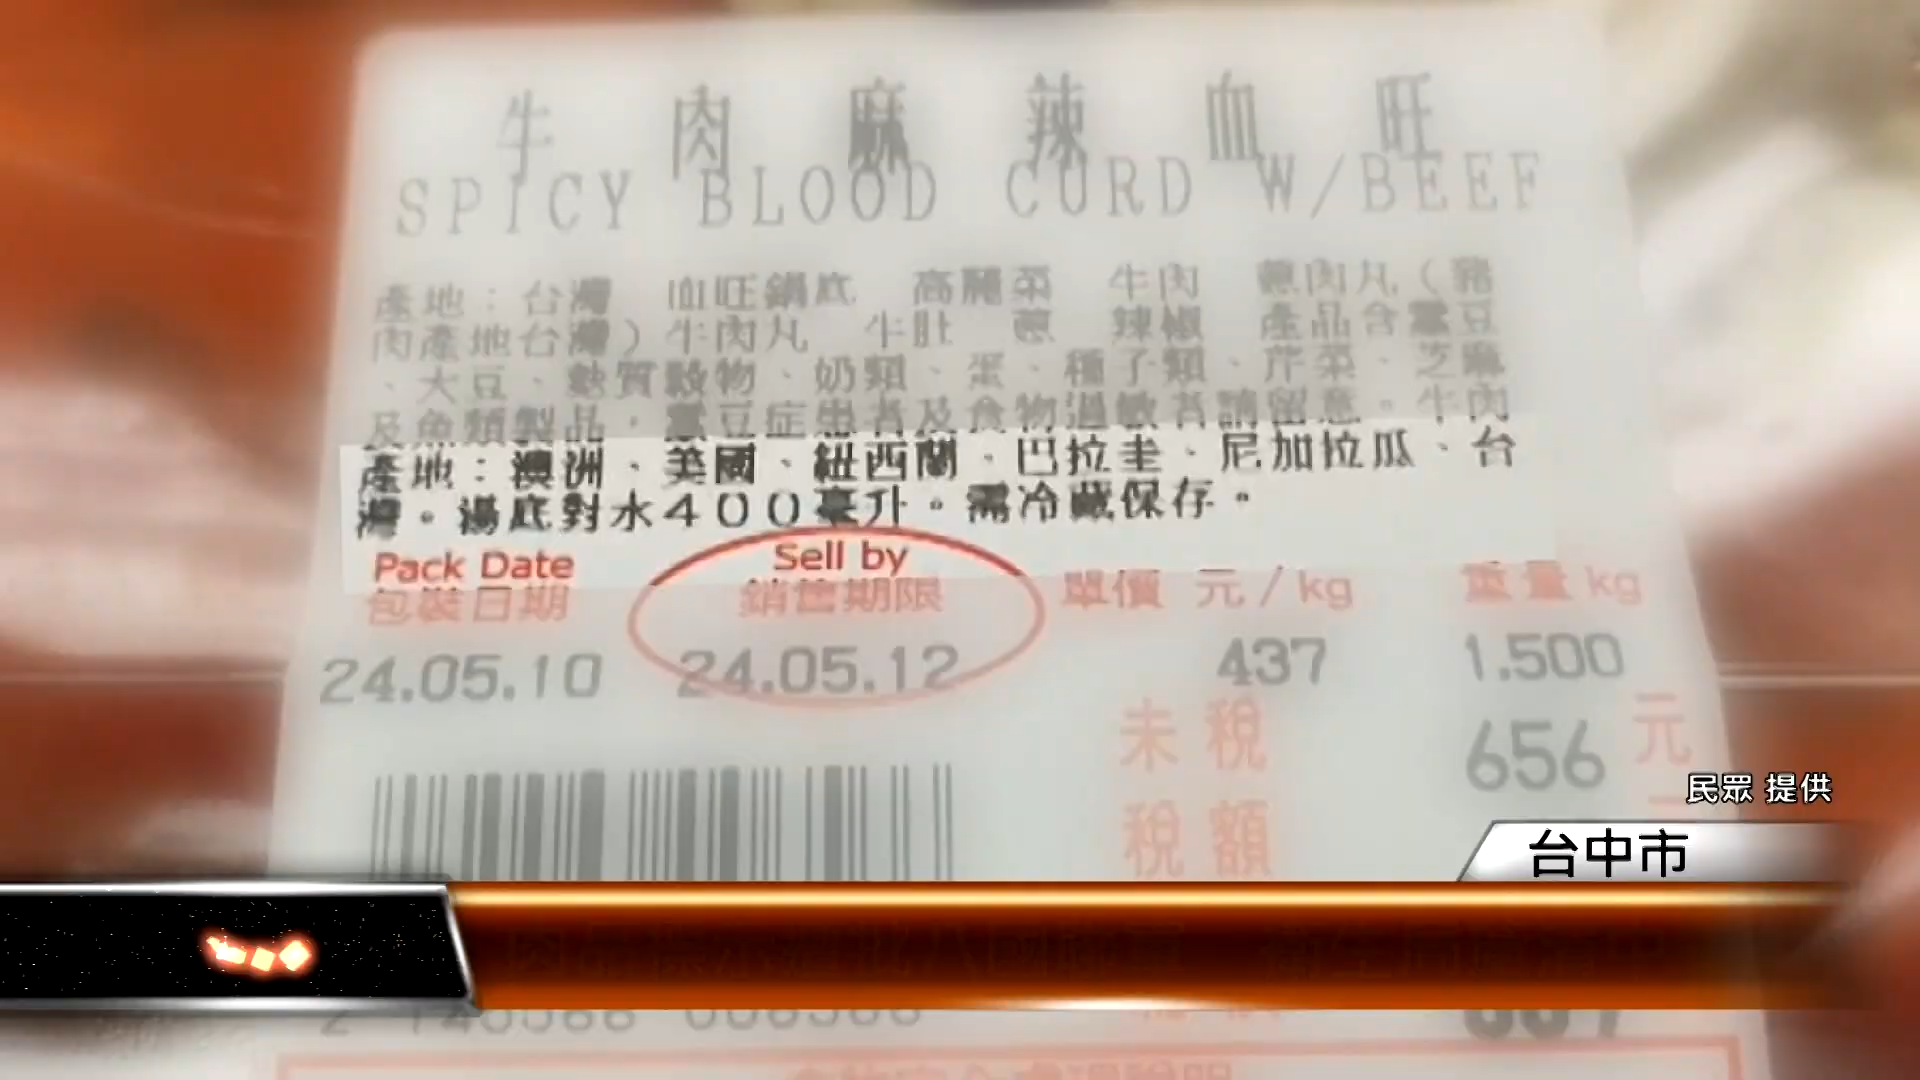 牛肉麻辣血旺
SPICY BLOOD CURD W/BEEF
產地：台灣 血旺鍋底 高麗菜 牛肉 蔥肉丸（豬
肉產地台灣）牛肉丸 牛肚 蔥 辣椒 產品含蠶豆
、大豆、麩質穀物、奶類、蛋、種子類、芹菜、芝麻
及魚類製品，蠶豆症患者及食物過敏者請留意。牛肉
產地：澳洲、美國、紐西蘭、巴拉圭、尼加拉瓜、台
灣。湯底對水400毫升。需冷藏保存。
Pack Date Sell by
包裝日期 銷售期限 單價 元/kg 重量kg
24.05.10 24.05.12 437 1.500
未稅 656 元
民眾 提供
稅額
台中市